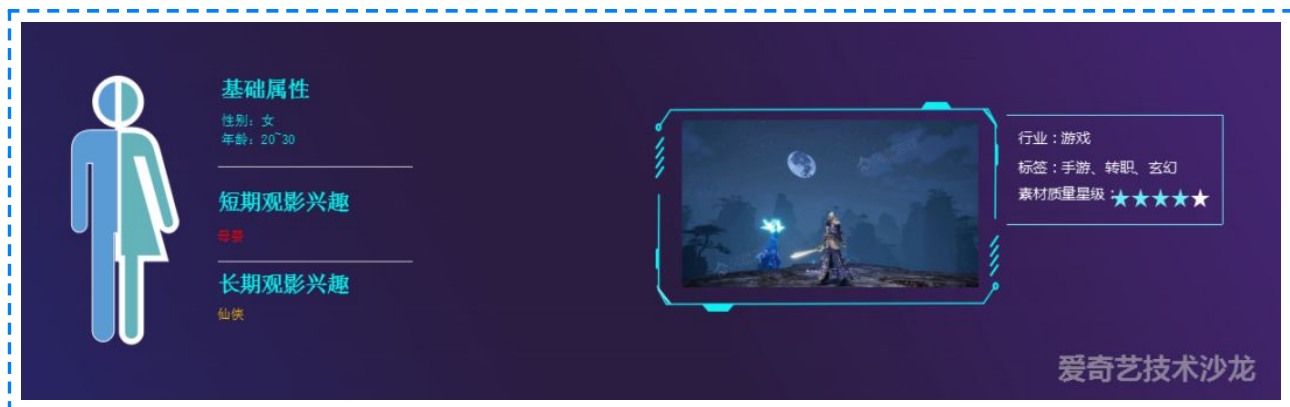 基础属性
性别：女
年龄：20~30
短期观影兴趣
母婴
长期观影兴趣
仙侠
行业：游戏
标签：手游、转职、玄幻
素材质量星级：★★★★★
爱奇艺技术沙龙